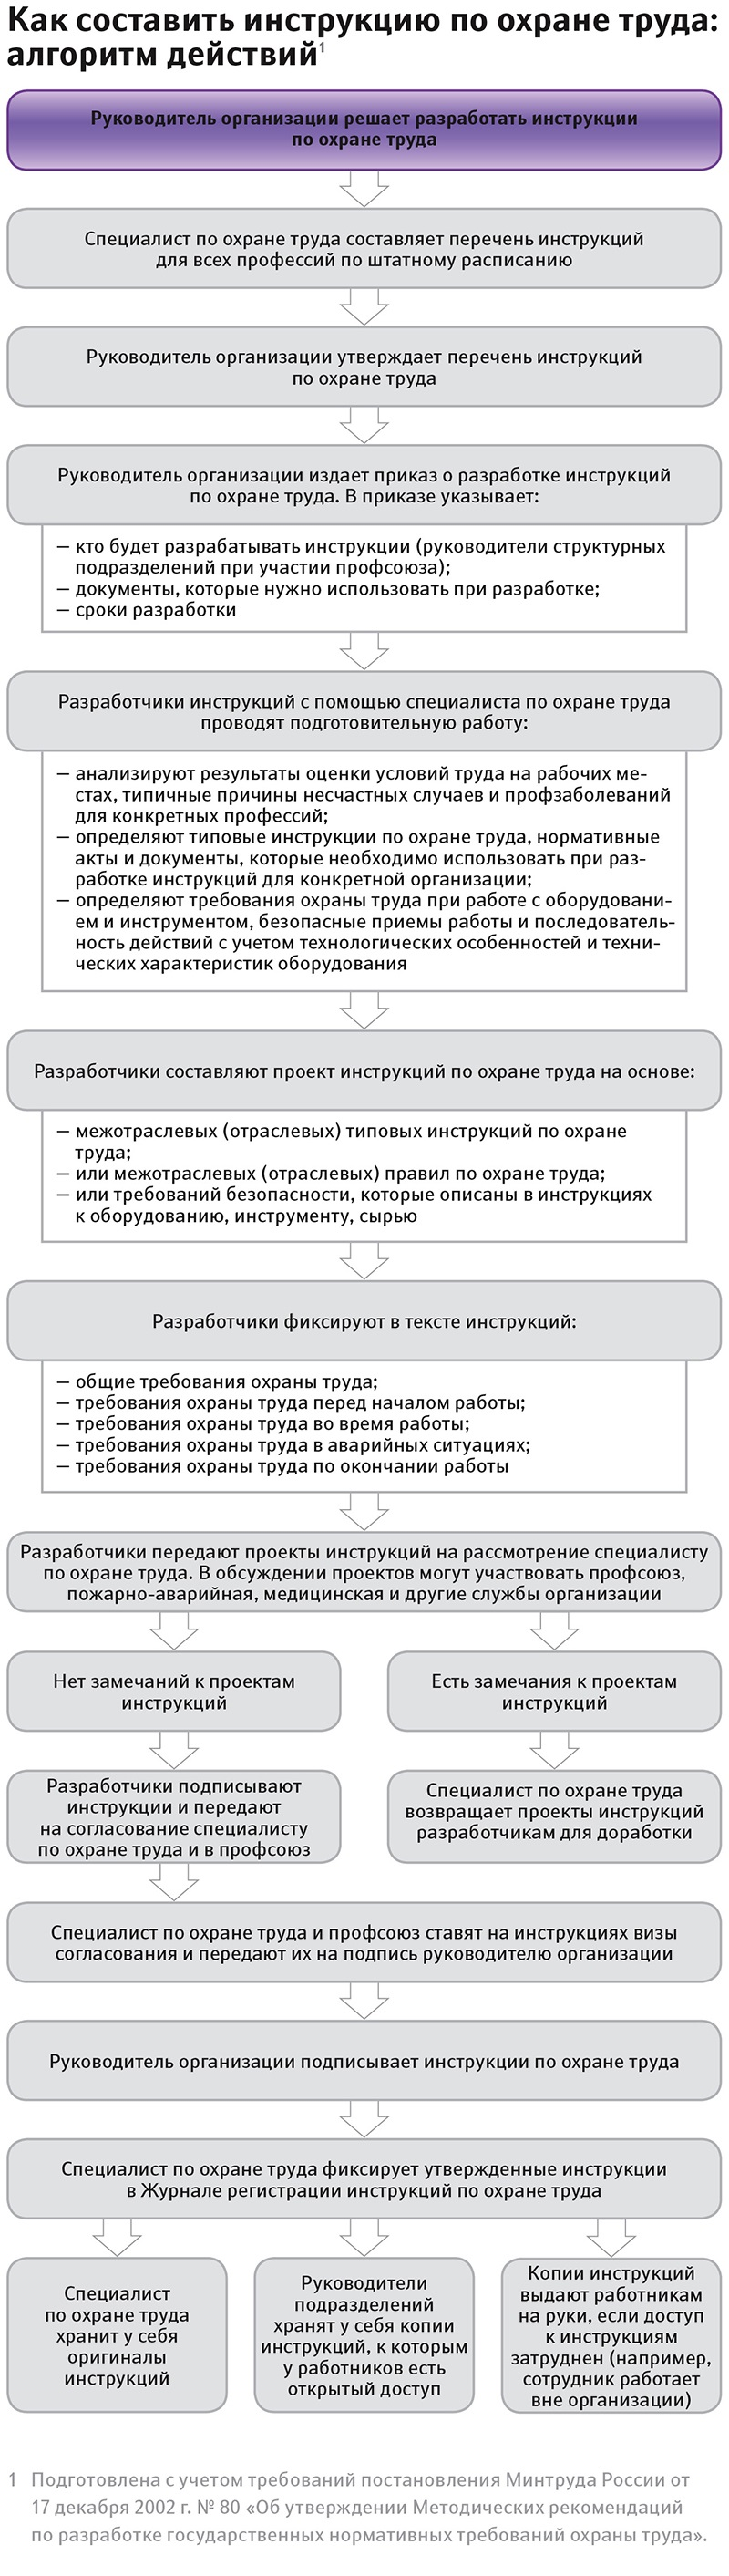 Как составить инструкцию по охране труда:
алгоритм действий¹
Руководитель организации решает разработать инструкции
по охране труда
Специалист по охране труда составляет перечень инструкций
для всех профессий по штатному расписанию
Руководитель организации утверждает перечень инструкций
по охране труда
Руководитель организации издает приказ о разработке инструкций
по охране труда. В приказе указывает:
— кто будет разрабатывать инструкции (руководители структурных
подразделений при участии профсоюза);
— документы, которые нужно использовать при разработке;
— сроки разработки
Разработчики инструкций с помощью специалиста по охране труда
проводят подготовительную работу:
— анализируют результаты оценки условий труда на рабочих ме-
стах, типичные причины несчастных случаев и профзаболеваний
для конкретных профессий;
— определяют типовые инструкции по охране труда, нормативные
акты и документы, которые необходимо использовать при раз-
работке инструкций для конкретной организации;
— определяют требования охраны труда при работе с оборудовани-
ем и инструментом, безопасные приемы работы и последователь-
ность действий с учетом технологических особенностей и техни-
ческих характеристик оборудования
Разработчики составляют проект инструкций по охране труда на основе:
— межотраслевых (отраслевых) типовых инструкций по охране
труда;
— или межотраслевых (отраслевых) правил по охране труда;
— или требований безопасности, которые описаны в инструкциях
к оборудованию, инструменту, сырью
Разработчики фиксируют в тексте инструкций:
— общие требования охраны труда;
— требования охраны труда перед началом работы;
— требования охраны труда во время работы;
— требования охраны труда в аварийных ситуациях;
— требования охраны труда по окончании работы
Разработчики передают проекты инструкций на рассмотрение специалисту
по охране труда. В обсуждении проектов могут участвовать профсоюз,
пожарно-аварийная, медицинская и другие службы организации
Нет замечаний к проектам
инструкций
Есть замечания к проектам
инструкций
Разработчики подписывают
инструкции и передают
на согласование специалисту
по охране труда и в профсоюз
Специалист по охране труда
возвращает проекты инструкций
разработчикам для доработки
Специалист по охране труда и профсоюз ставят на инструкциях визы
согласования и передают их на подпись руководителю организации
Руководитель организации подписывает инструкции по охране труда
Специалист по охране труда фиксирует утвержденные инструкции
в Журнале регистрации инструкций по охране труда
Специалист
по охране труда
хранит у себя
оригиналы
инструкций
Руководители
подразделений
хранят у себя копии
инструкций, к которым
у работников есть
открытый доступ
Копии инструкций
выдают работникам
на руки, если доступ
к инструкциям
затруднен (например,
сотрудник работает
вне организации)
1 Подготовлена с учетом требований постановления Минтруда России от
17 декабря 2002 г. № 80 «Об утверждении Методических рекомендаций
по разработке государственных нормативных требований охраны труда».